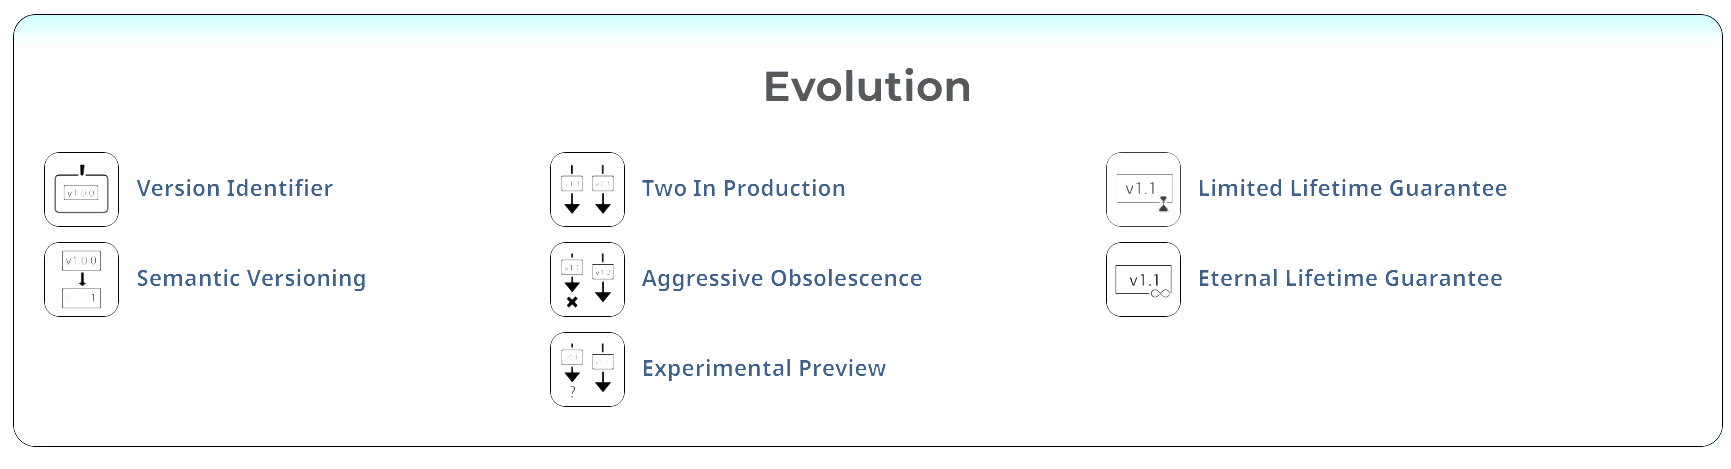 Evolution
v1.0.0
Version Identifier
v1.0.0
1
Semantic Versioning
Two In Production
Aggressive Obsolescence
?
Experimental Preview
v1.1
Limited Lifetime Guarantee
v1.1
Eternal Lifetime Guarantee